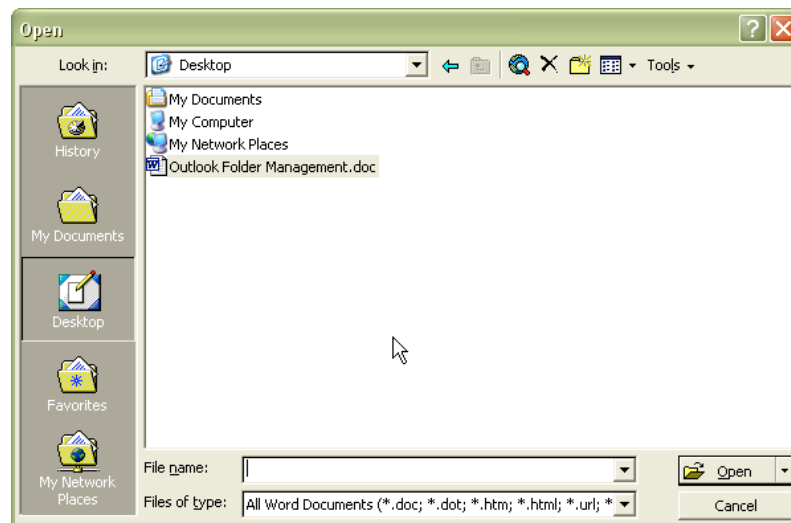 Open
Look in: Desktop Tools
My Documents
My Computer
My Network Places
Outlook Folder Management.doc
History
My Documents
Desktop
Favorites
My Network
Places
File name: Open
Files of type: All Word Documents (*.doc; *.dot; *.htm; *.html; *.url; * Cancel